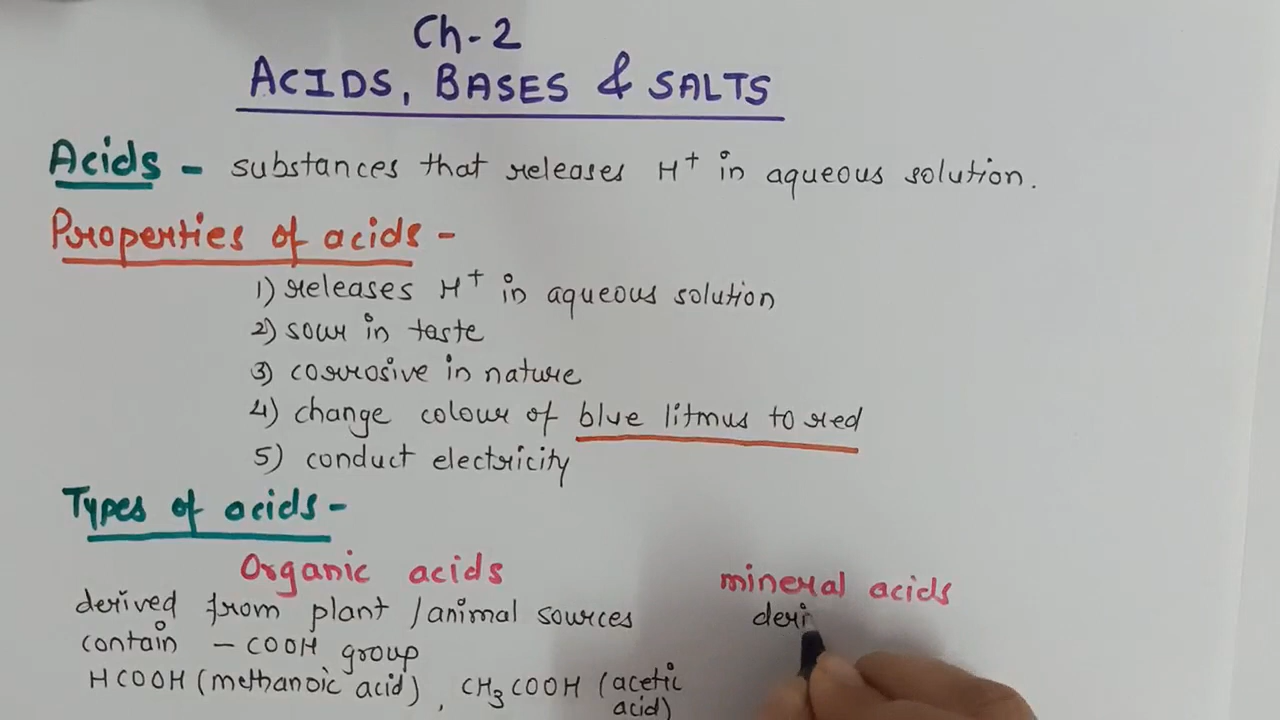 Ch-2
ACIDS, BASES & SALTS
Acids - substances that releases H⁺ in aqueous solution.
Properties of acids -
1) releases H⁺ in aqueous solution
2) sour in taste
3) corrosive in nature
4) change colour of blue litmus to red
5) conduct electricity
Types of acids -
Organic acids
derived from plant/animal sources
contain - COOH group
HCOOH (methanoic acid), CH₃COOH (acetic acid)
mineral acids
deri